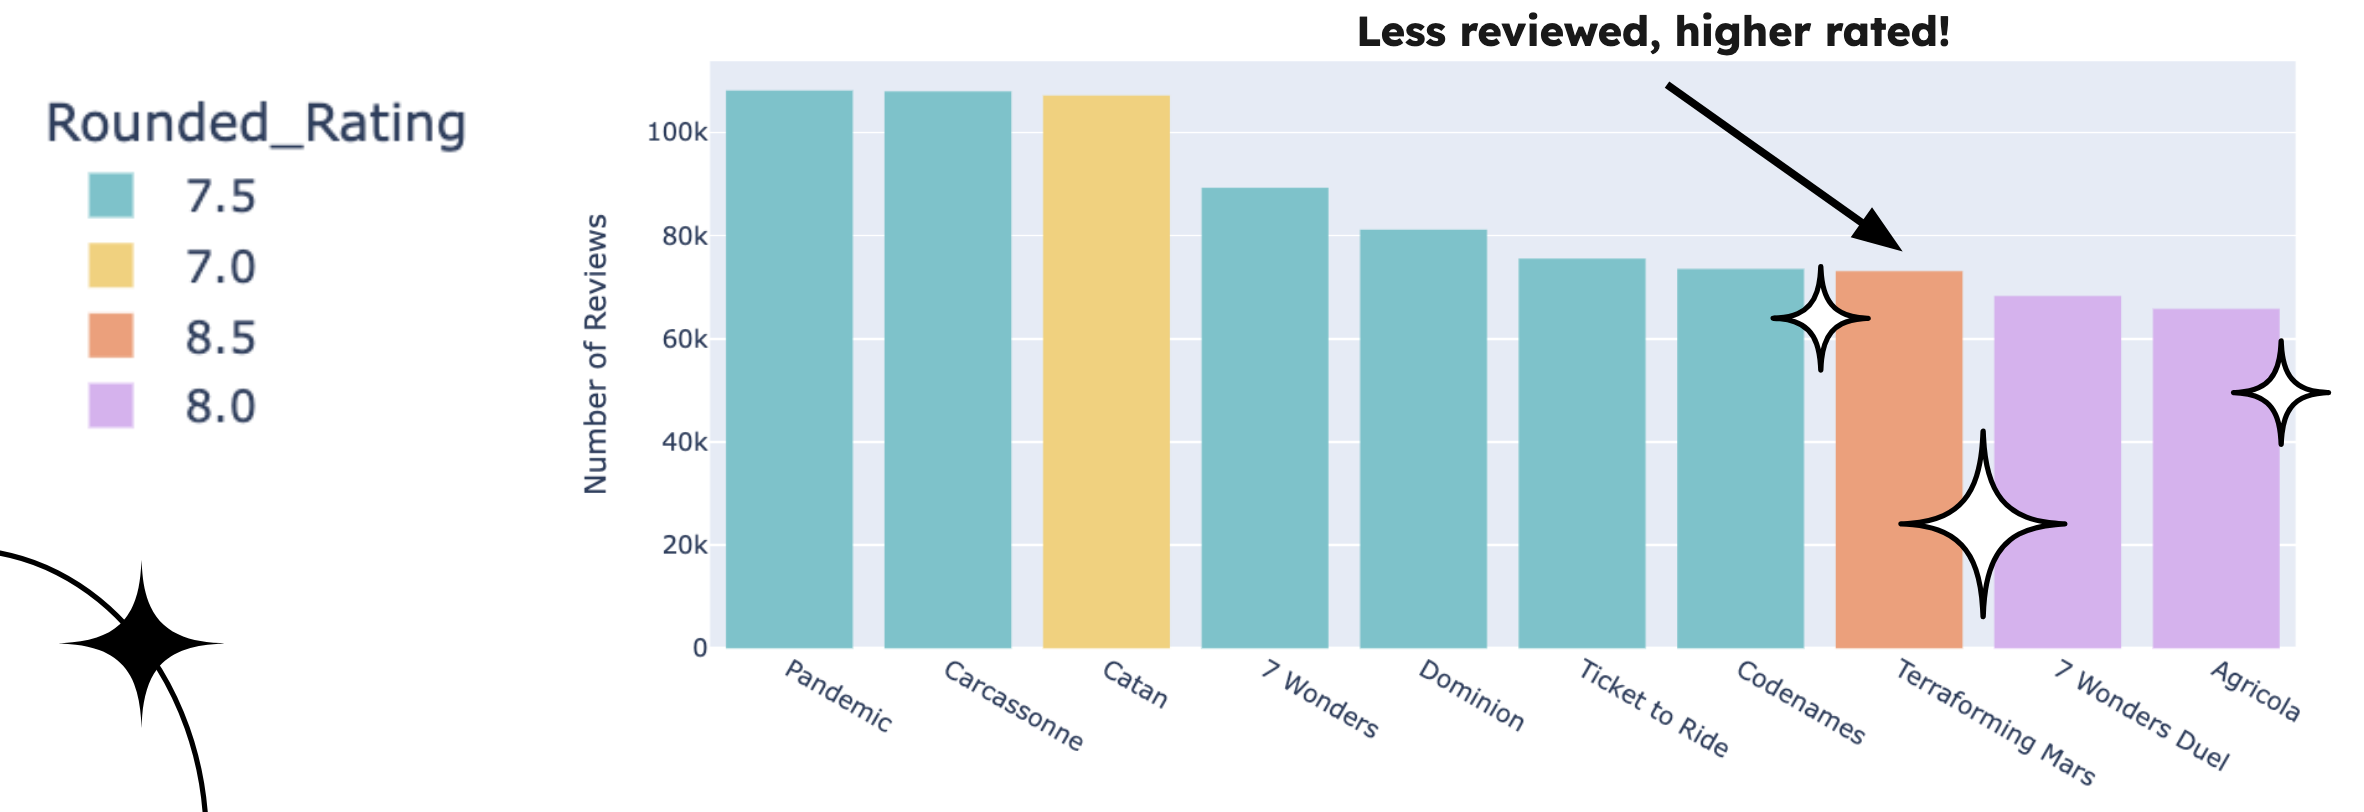 Less reviewed, higher rated!
Rounded_Rating
7.5
7.0
8.5
8.0
Number of Reviews
100k
80k
60k
40k
20k
0
Pandemic
Carcassonne
Catan
7 Wonders
Dominion
Ticket to Ride
Codenames
Terraforming Mars
7 Wonders Duel
Agricola